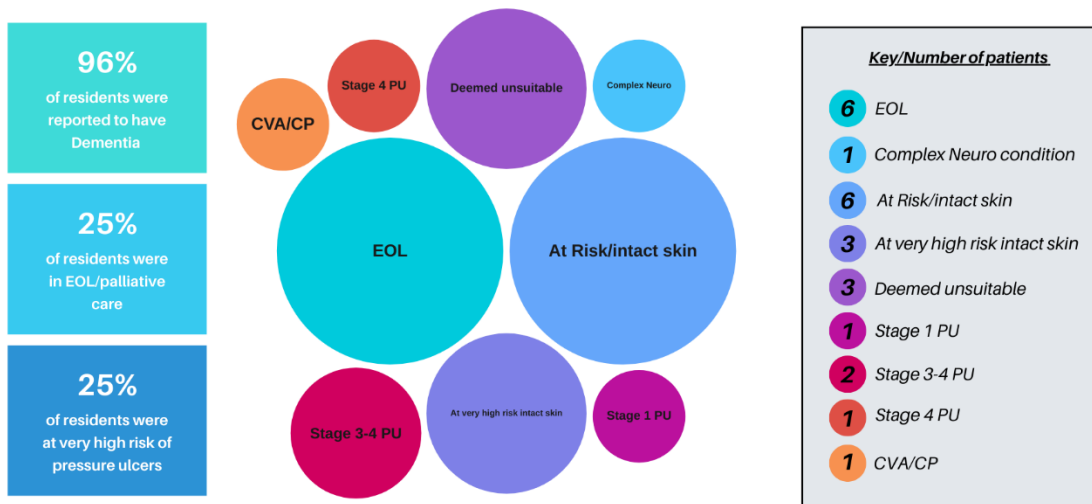 96%
of residents were
reported to have
Dementia
25%
of residents were
in EOL/palliative
care
25%
of residents were
at very high risk of
pressure ulcers
Stage 4 PU
Deemed unsuitable
Complex Neuro
CVA/CP
EOL
At Risk/intact skin
Stage 3-4 PU
At very high risk intact skin
Stage 1 PU
Key/Number of patients
6 EOL
1 Complex Neuro condition
6 At Risk/intact skin
3 At very high risk intact skin
3 Deemed unsuitable
1 Stage 1 PU
2 Stage 3-4 PU
1 Stage 4 PU
1 CVA/CP